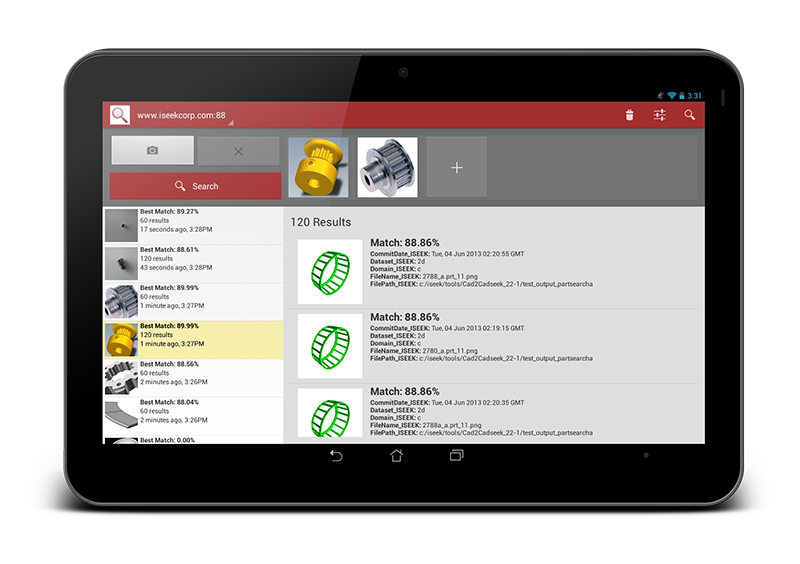 3:31
www.iseekcorp.com:88
Search
Best Match: 89.27%
60 results
17 seconds ago, 3:28PM
Best Match: 88.61%
120 results
43 seconds ago, 3:28PM
Best Match: 89.99%
60 results
1 minute ago, 3:27PM
Best Match: 89.99%
120 results
1 minute ago, 3:27PM
Best Match: 88.56%
60 results
2 minutes ago, 3:26PM
Best Match: 88.04%
60 results
2 minutes ago, 3:26PM
Best Match: 0.00%
120 Results
Match: 88.86%
CommitDate_ISEEK: Tue, 04 Jun 2013 02:20:55 GMT
Dataset_ISEEK: 2d
Domain_ISEEK: c
FileName_ISEEK: 2788_a.prt_11.png
FilePath_ISEEK: c:/iseek/tools/Cad2Cadseek_22-1/test_output_partsearcha
Match: 88.86%
CommitDate_ISEEK: Tue, 04 Jun 2013 02:19:15 GMT
Dataset_ISEEK: 2d
Domain_ISEEK: c
FileName_ISEEK: 2780_a.prt_11.png
FilePath_ISEEK: c:/iseek/tools/Cad2Cadseek_22-1/test_output_partsearcha
Match: 88.86%
CommitDate_ISEEK: Tue, 04 Jun 2013 02:20:35 GMT
Dataset_ISEEK: 2d
Domain_ISEEK: c
FileName_ISEEK: 2788a_a.prt_11.png
FilePath_ISEEK: c:/iseek/tools/Cad2Cadseek_22-1/test_output_partsearcha